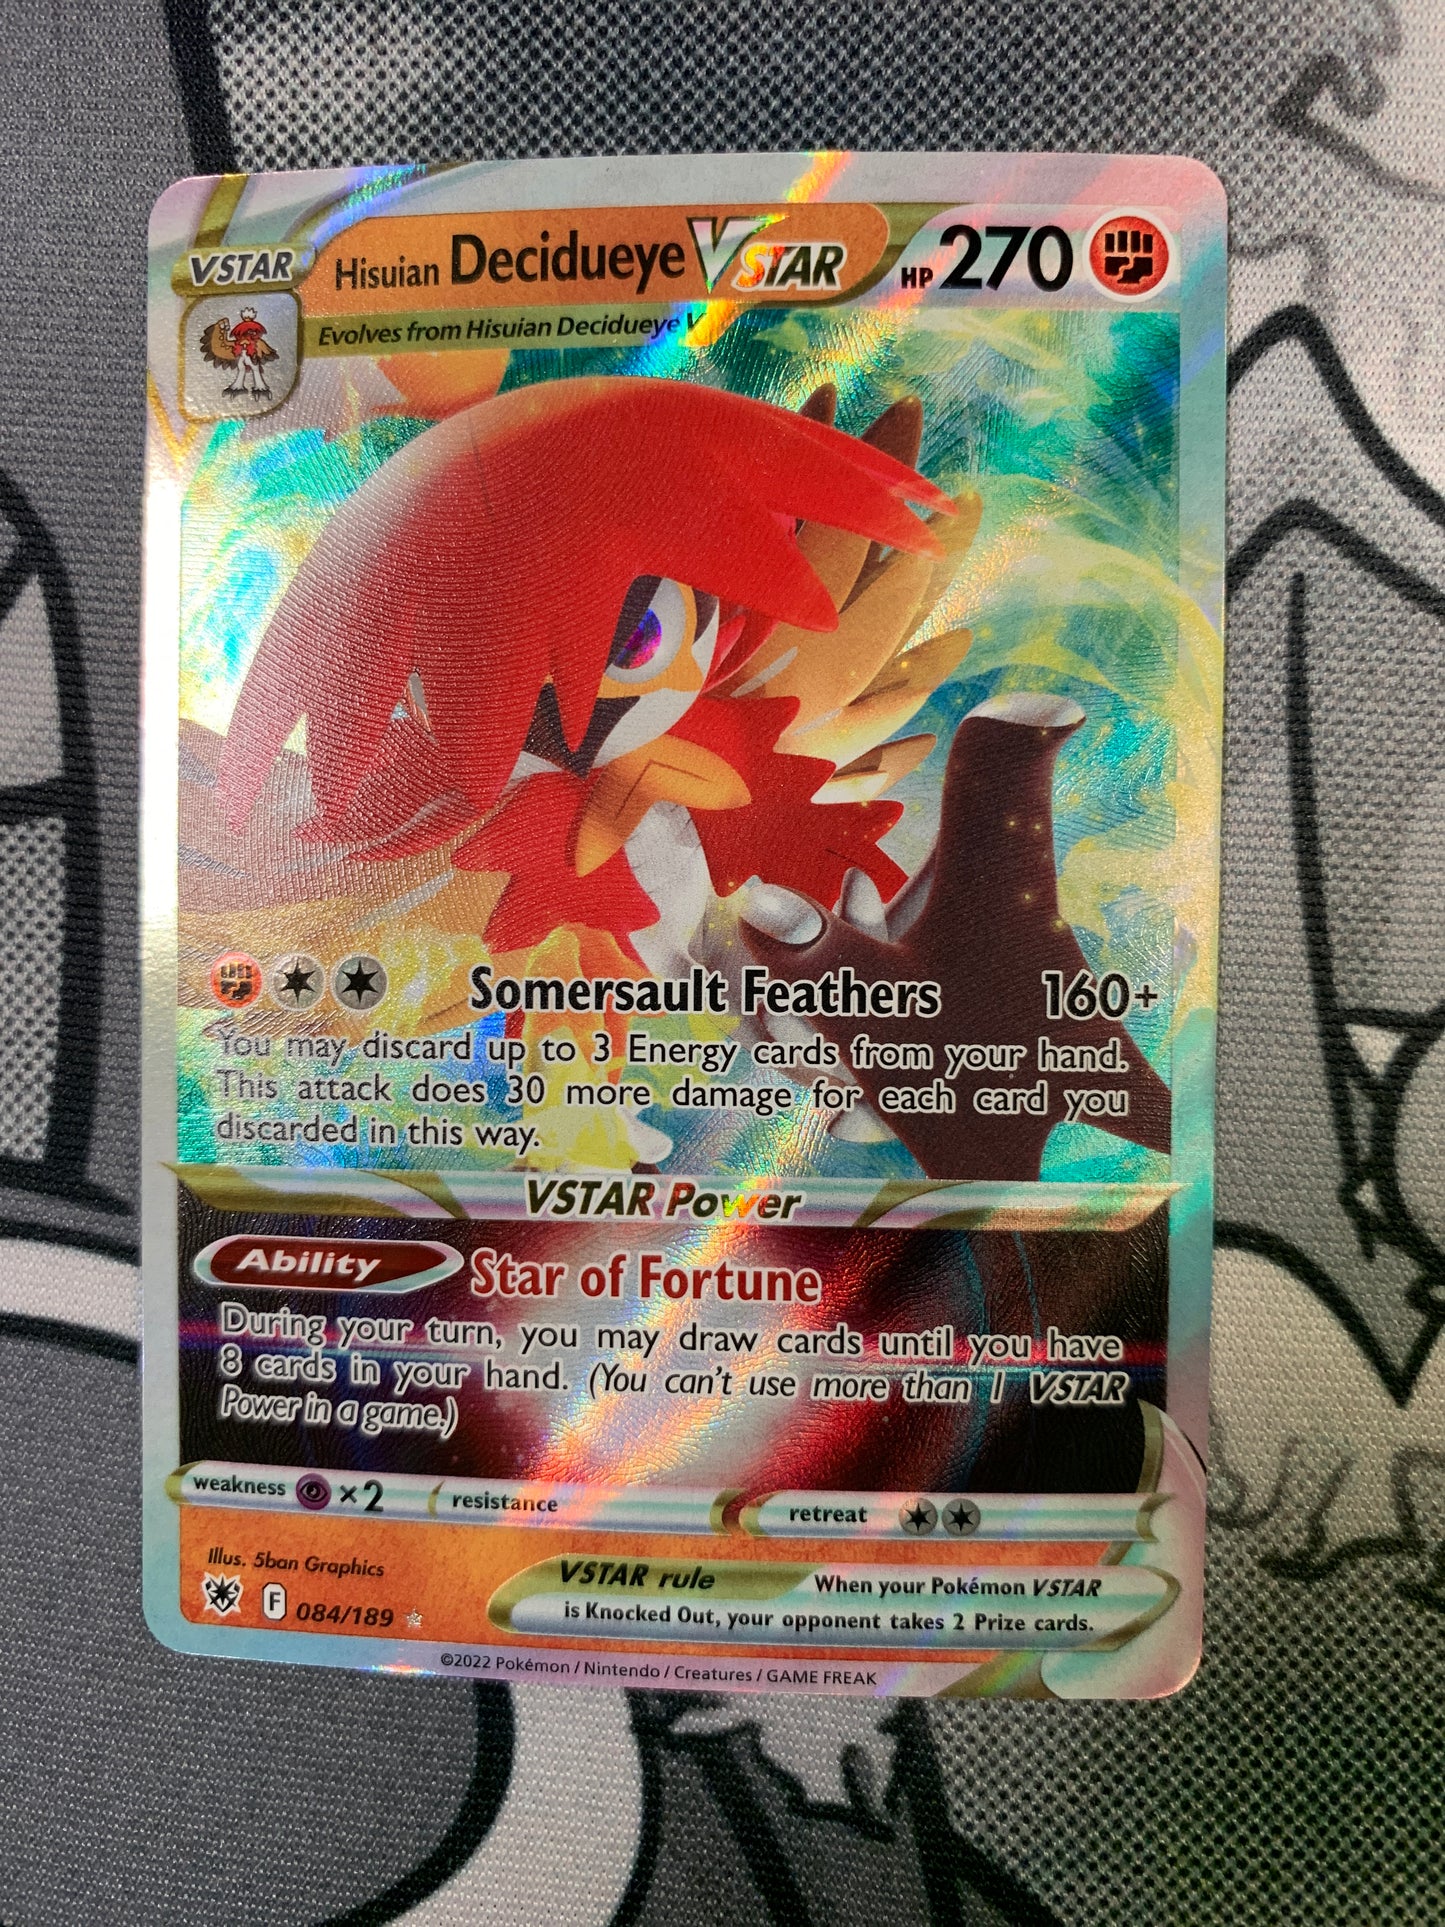 VSTAR Hisuian Decidueye VSTAR HP 270
Evolves from Hisuian Decidueye V
Somersault Feathers 160+
You may discard up to 3 Energy cards from your hand.
This attack does 30 more damage for each card you
discarded in this way.
VSTAR Power
Ability Star of Fortune
During your turn, you may draw cards until you have
8 cards in your hand. (You can't use more than 1 VSTAR
Power in a game.)
weakness ×2 resistance retreat
Illus. 5ban Graphics
F 084/189
VSTAR rule When your Pokémon VSTAR
is Knocked Out, your opponent takes 2 Prize cards.
©2022 Pokémon / Nintendo / Creatures / GAME FREAK